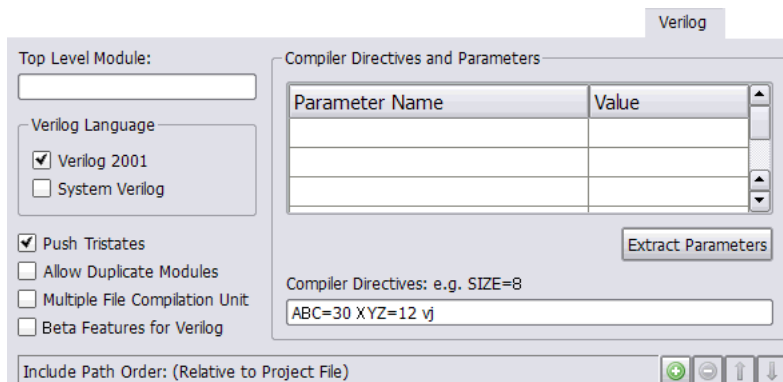 Verilog
Top Level Module:
Compiler Directives and Parameters
Parameter Name Value
Verilog Language
Verilog 2001
System Verilog
Push Tristates
Extract Parameters
Allow Duplicate Modules
Compiler Directives: e.g. SIZE=8
Multiple File Compilation Unit
ABC=30 XYZ=12 vj
Beta Features for Verilog
Include Path Order: (Relative to Project File)